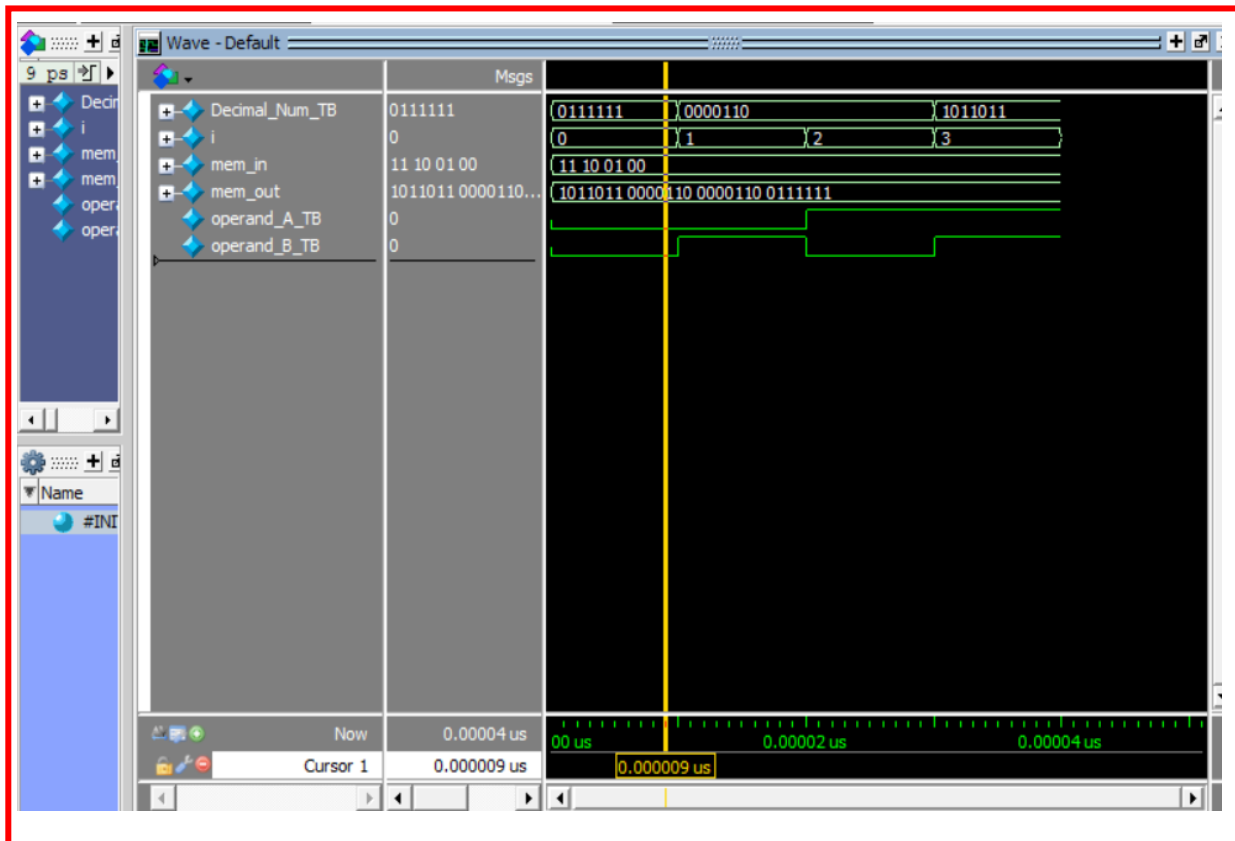 Wave - Default
9 ps
Msgs
Decimal_Num_TB 0111111 0111111 0000110 1011011
i 0 0 1 2 3
mem_in 11 10 01 00 11 10 01 00
mem_out 1011011 0000110... 1011011 0000110 0000110 0111111
operand_A_TB 0
operand_B_TB 0
Decim
i
mem_
mem_
opera
opera
Name
#INI
Now 0.00004 us 00 us 0.00002 us 0.00004 us
Cursor 1 0.000009 us 0.000009 us